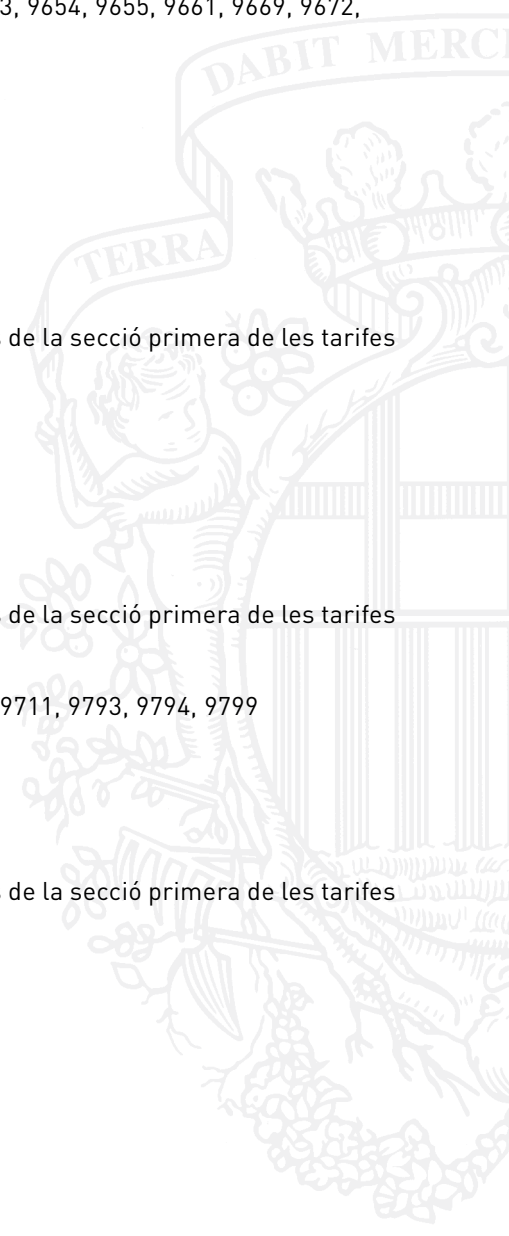 3, 9654, 9655, 9661, 9669, 9672,
DABIT MERC
TERRA
de la secció primera de les tarifes
de la secció primera de les tarifes
9711, 9793, 9794, 9799
de la secció primera de les tarifes